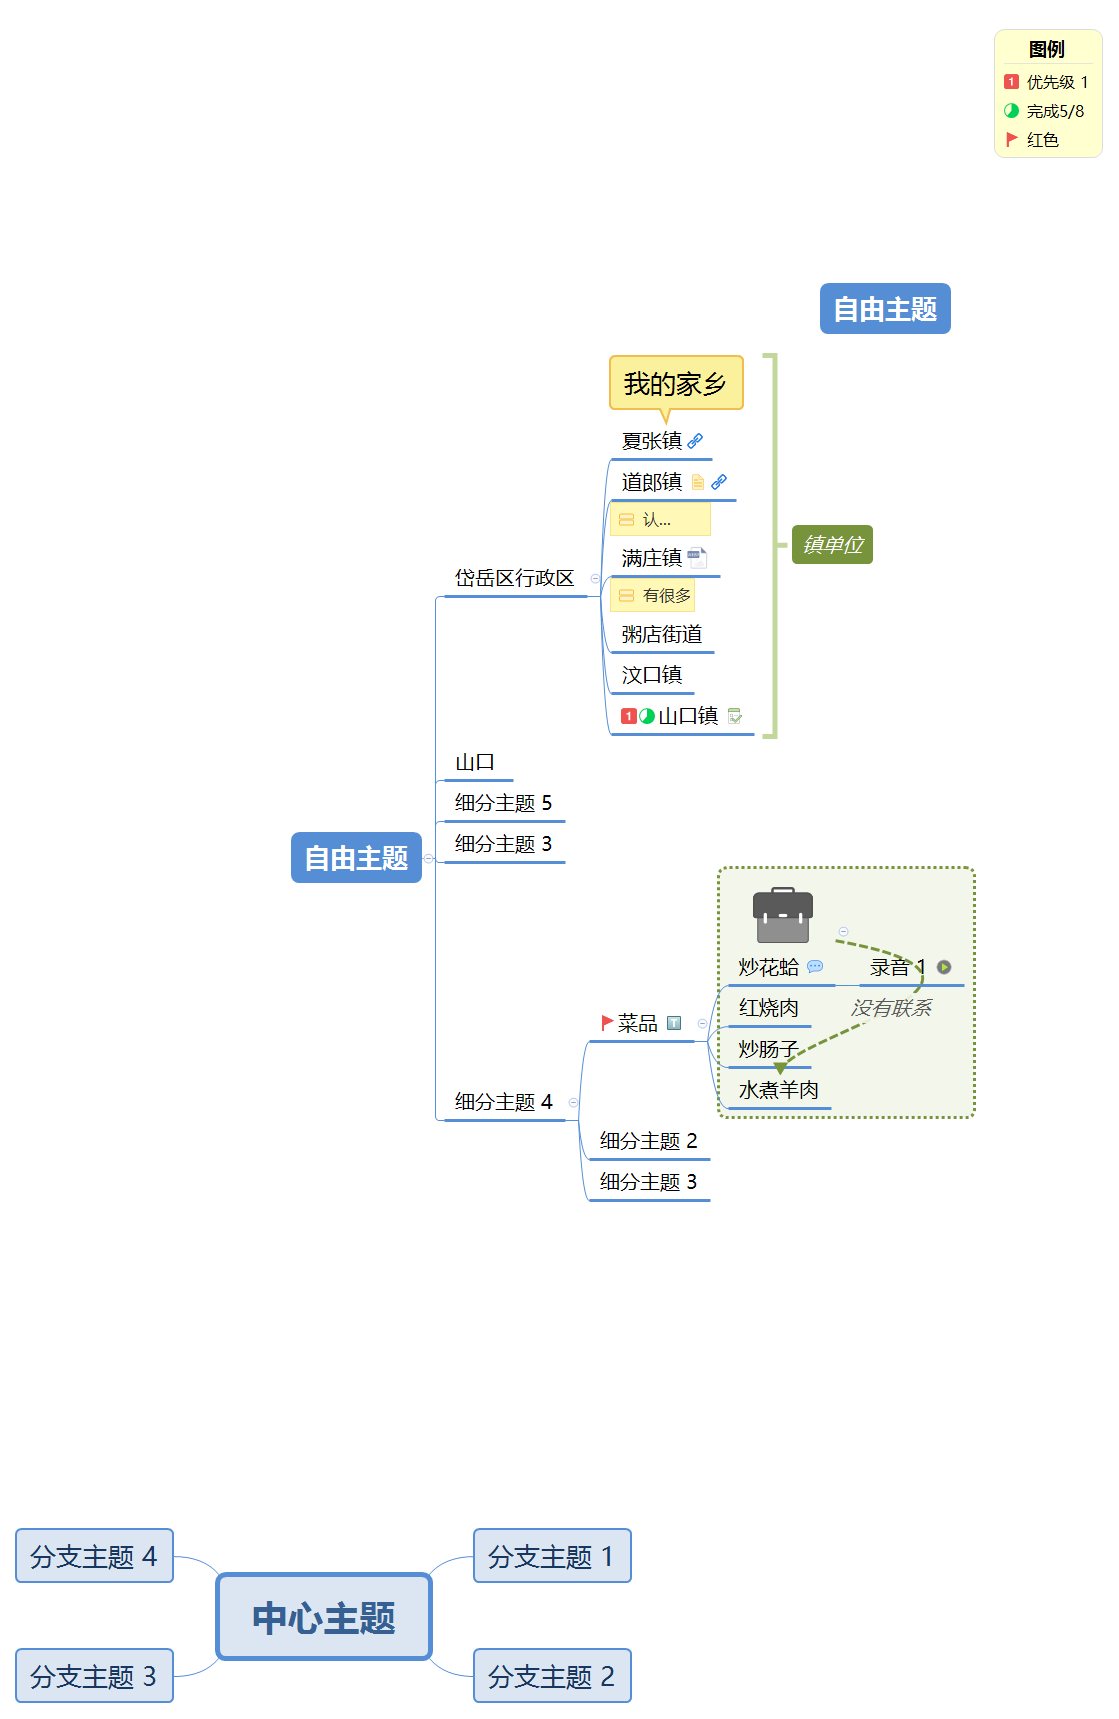 图例
1 优先级 1
完成5/8
红色
自由主题
我的家乡
夏张镇
道郎镇
认...
满庄镇
有很多
粥店街道
汶口镇
1 山口镇
镇单位
岱岳区行政区
山口
细分主题 5
细分主题 3
自由主题
细分主题 4
菜品 T
炒花蛤
录音 1
红烧肉
没有联系
炒肠子
水煮羊肉
细分主题 2
细分主题 3
分支主题 4
分支主题 1
中心主题
分支主题 3
分支主题 2